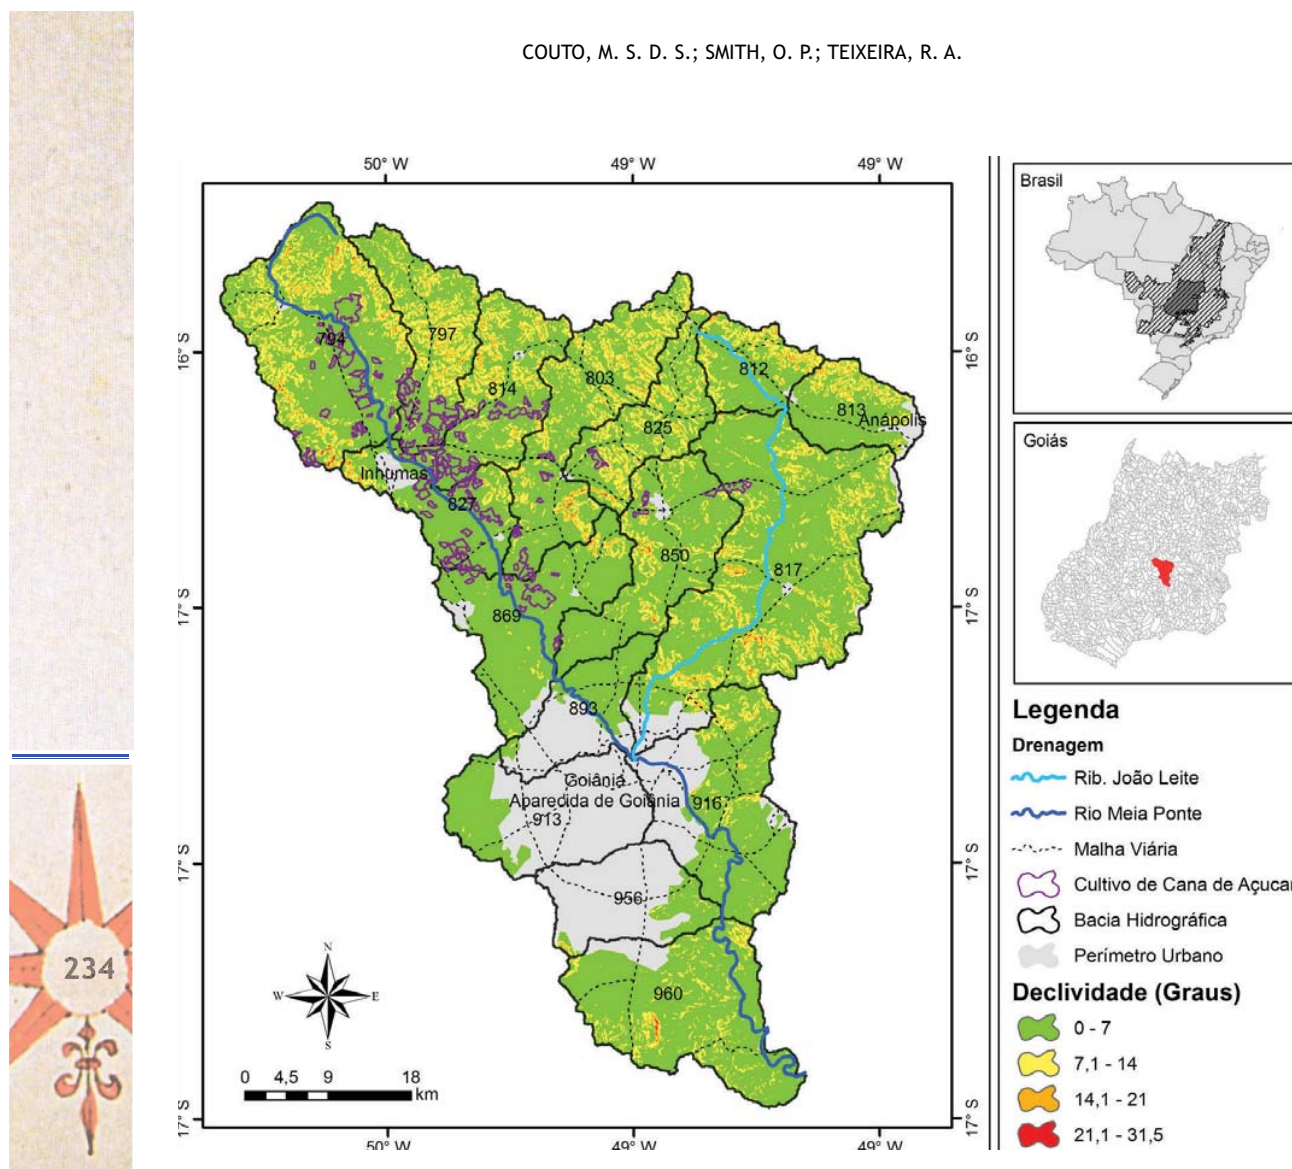 COUTO, M. S. D. S.; SMITH, O. P.; TEIXEIRA, R. A.
50° W
49° W
49° W
16° S
16° S
17° S
17° S
17° S
17° S
17° S
17° S
50° W
49° W
49° W
794
797
814
803
812
813
Anápolis
825
Inhumas
827
850
817
869
893
Goiânia
Aparecida de Goiânia
916
913
956
960
N
W
E
S
0 4,5 9 18
km
Brasil
Goiás
Legenda
Drenagem
Rib. João Leite
Rio Meia Ponte
Malha Viária
Cultivo de Cana de Açucar
Bacia Hidrográfica
Perímetro Urbano
Declividade (Graus)
0 - 7
7,1 - 14
14,1 - 21
21,1 - 31,5
234